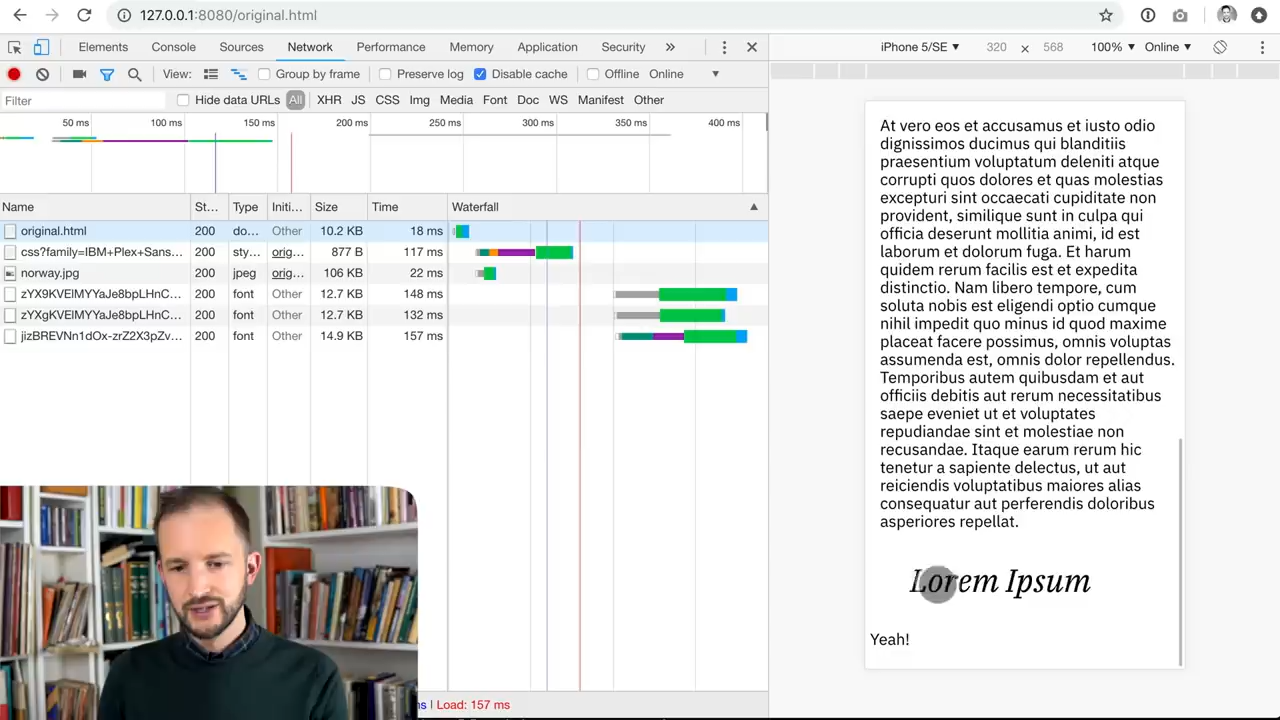 127.0.0.1:8080/original.html
Elements Console Sources Network Performance Memory Application Security »
iPhone 5/SE ▼ 320 × 568 100% ▼ Online ▼
View: Group by frame Preserve log Disable cache Offline Online ▼
Filter Hide data URLs All XHR JS CSS Img Media Font Doc WS Manifest Other
50 ms 100 ms 150 ms 200 ms 250 ms 300 ms 350 ms 400 ms
Name St... Type Initi... Size Time Waterfall ▲
original.html 200 do... Other 10.2 KB 18 ms
css?family=IBM+Plex+Sans... 200 sty... orig... 877 B 117 ms
norway.jpg 200 jpeg orig... 106 KB 22 ms
zYX9KVElMYYaJe8bpLHnC... 200 font Other 12.7 KB 148 ms
zYXgKVElMYYaJe8bpLHnC... 200 font Other 12.7 KB 132 ms
jizBREVNn1dOx-zrZ2X3pZv... 200 font Other 14.9 KB 157 ms
ns | Load: 157 ms
At vero eos et accusamus et iusto odio
dignissimos ducimus qui blanditiis
praesentium voluptatum deleniti atque
corrupti quos dolores et quas molestias
excepturi sint occaecati cupiditate non
provident, similique sunt in culpa qui
officia deserunt mollitia animi, id est
laborum et dolorum fuga. Et harum
quidem rerum facilis est et expedita
distinctio. Nam libero tempore, cum
soluta nobis est eligendi optio cumque
nihil impedit quo minus id quod maxime
placeat facere possimus, omnis voluptas
assumenda est, omnis dolor repellendus.
Temporibus autem quibusdam et aut
officiis debitis aut rerum necessitatibus
saepe eveniet ut et voluptates
repudiandae sint et molestiae non
recusandae. Itaque earum rerum hic
tenetur a sapiente delectus, ut aut
reiciendis voluptatibus maiores alias
consequatur aut perferendis doloribus
asperiores repellat.
Lorem Ipsum
Yeah!